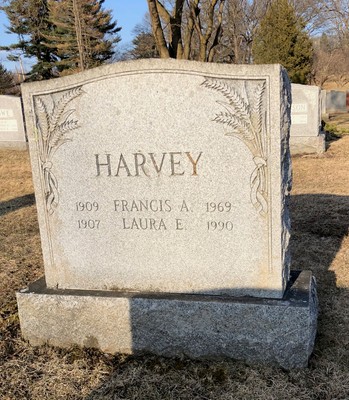 HARVEY
1909 FRANCIS A. 1969
1907 LAURA E. 1990